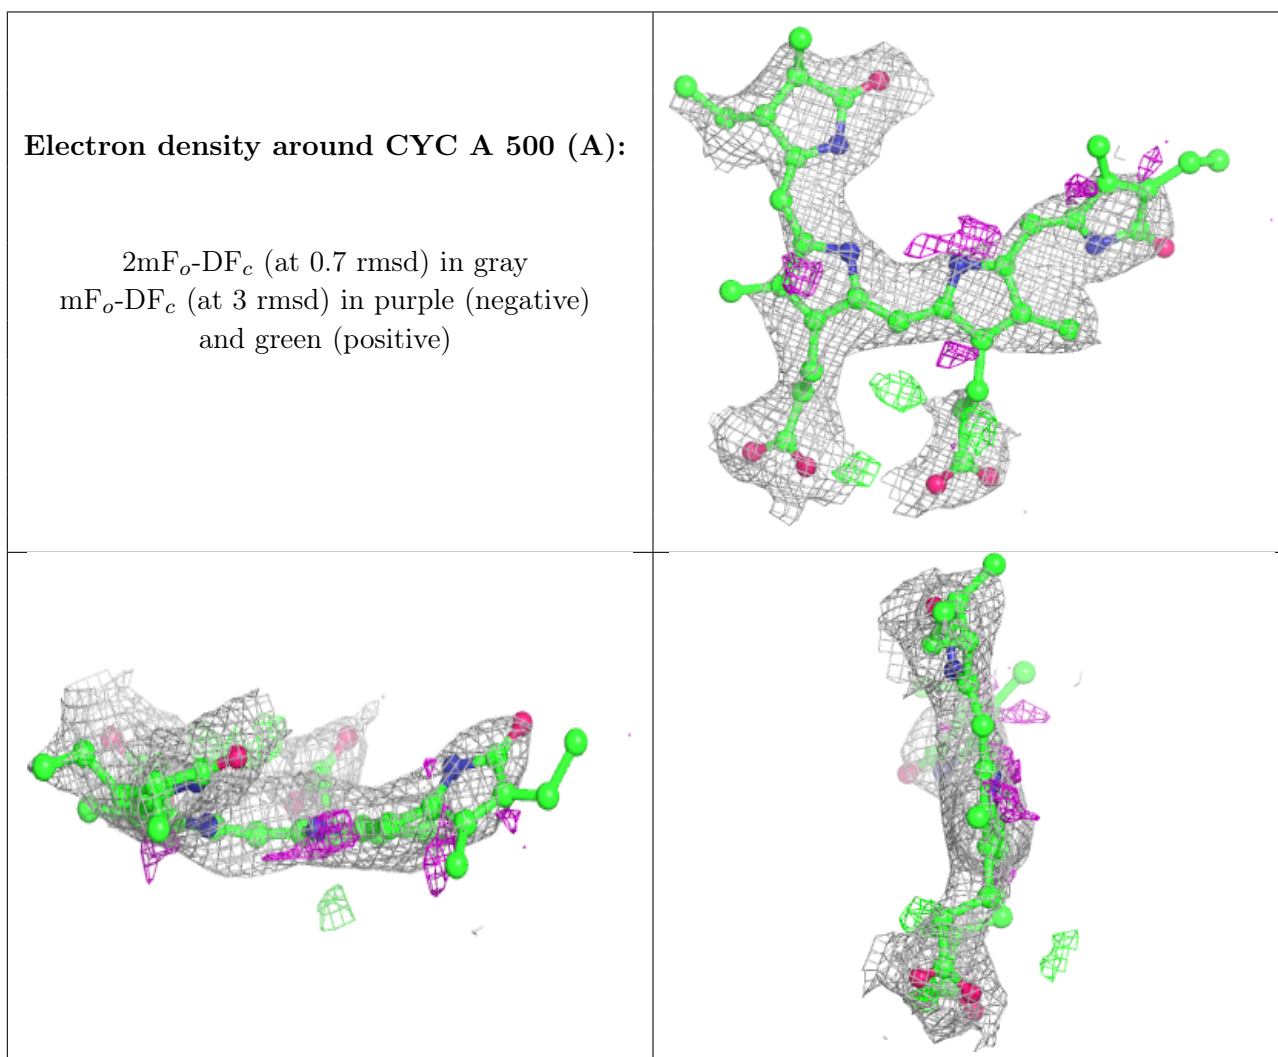 Electron density around CYC A 500 (A):
2mFo-DFc (at 0.7 rmsd) in gray
mFo-DFc (at 3 rmsd) in purple (negative)
and green (positive)